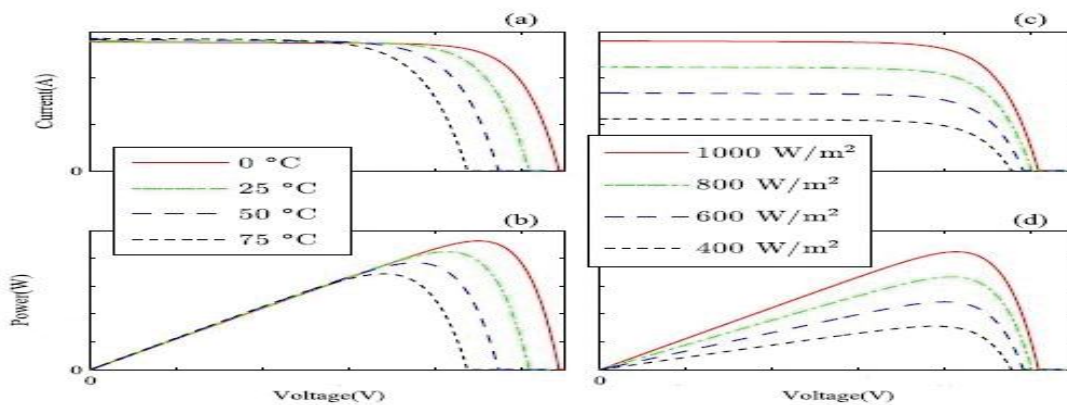 (a)
Current(A)
0
0 °C
25 °C
50 °C
75 °C
(b)
Power(W)
0
0
Voltage(V)
(c)
1000 W/m²
800 W/m²
600 W/m²
400 W/m²
(d)
0
Voltage(V)